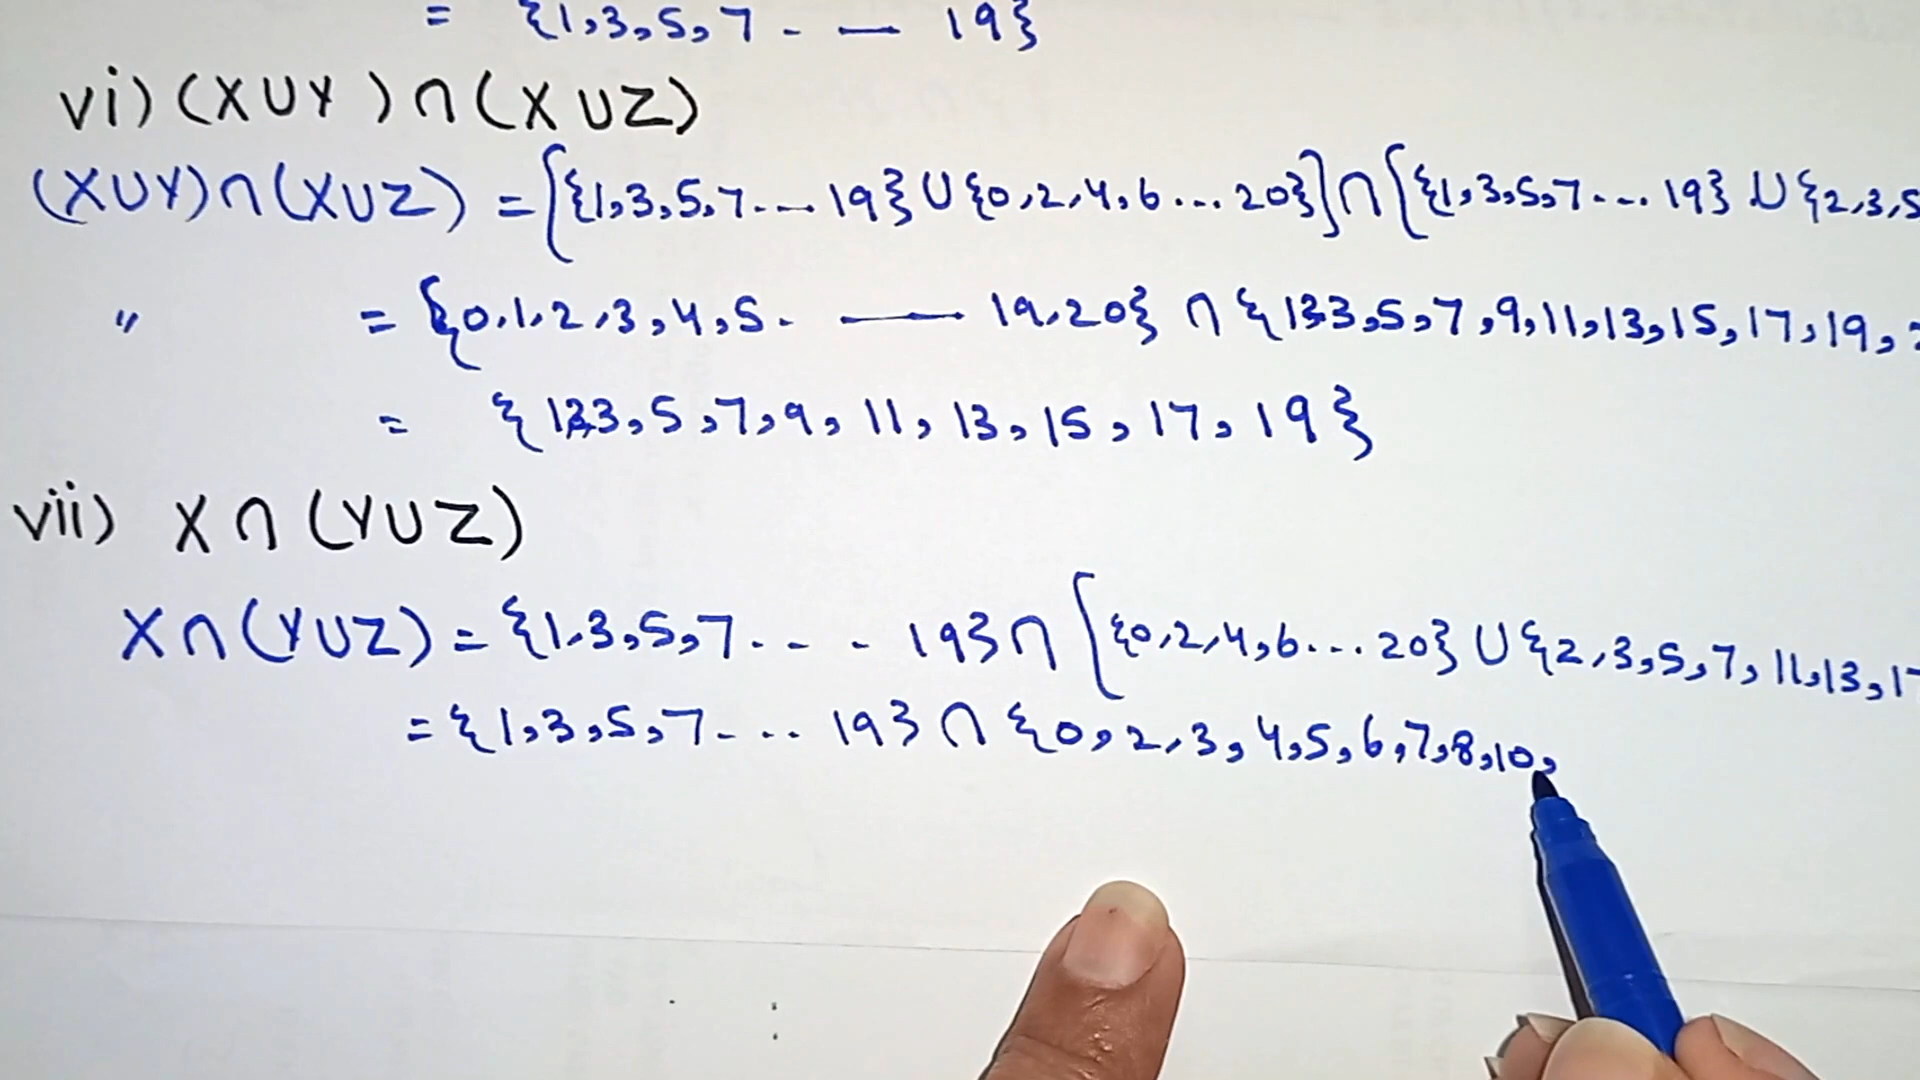 = {1,3,5,7 - — 19}
vi) (X∪Y)∩(X∪Z)
(X∪Y)∩(X∪Z) = [{1,3,5,7...19}∪{0,2,4,6...20}]∩[{1,3,5,7...19}∪{2,3,5
" = {0,1,2,3,4,5. — 19,20} ∩ {1,2,3,5,7,9,11,13,15,17,19,
= {1,2,3,5,7,9,11,13,15,17,19}
vii) X∩(Y∪Z)
X∩(Y∪Z) = {1,3,5,7... 19}∩[{0,2,4,6...20}∪{2,3,5,7,11,13,1
= {1,3,5,7... 19}∩{0,2,3,4,5,6,7,8,10,